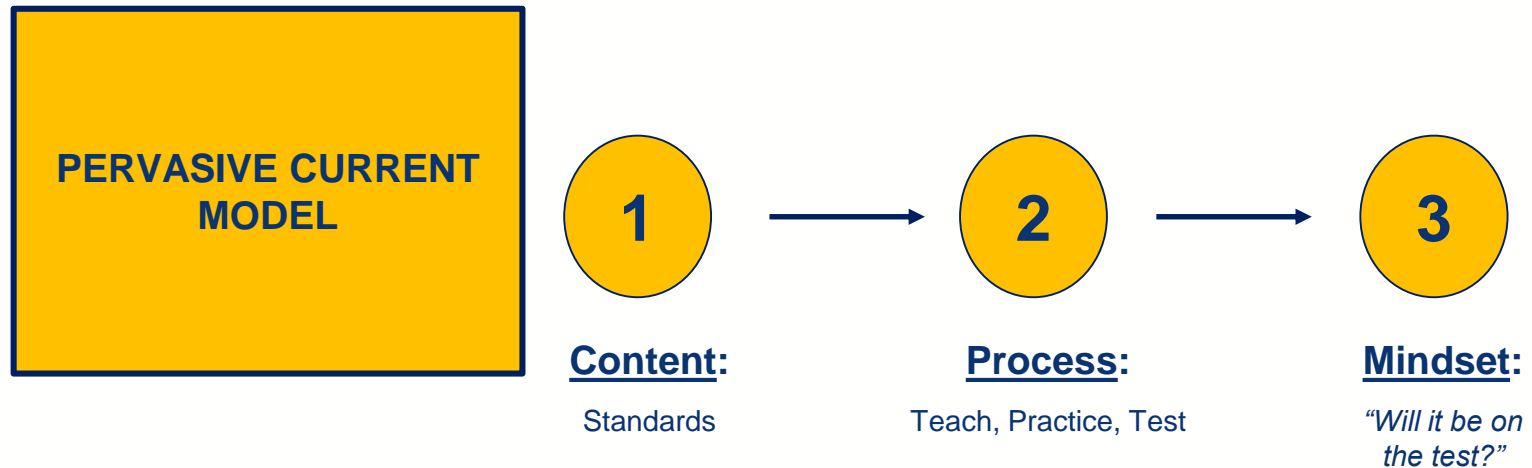 PERVASIVE CURRENT
MODEL
1
2
3
Content:
Standards
Process:
Teach, Practice, Test
Mindset:
“Will it be on
the test?”